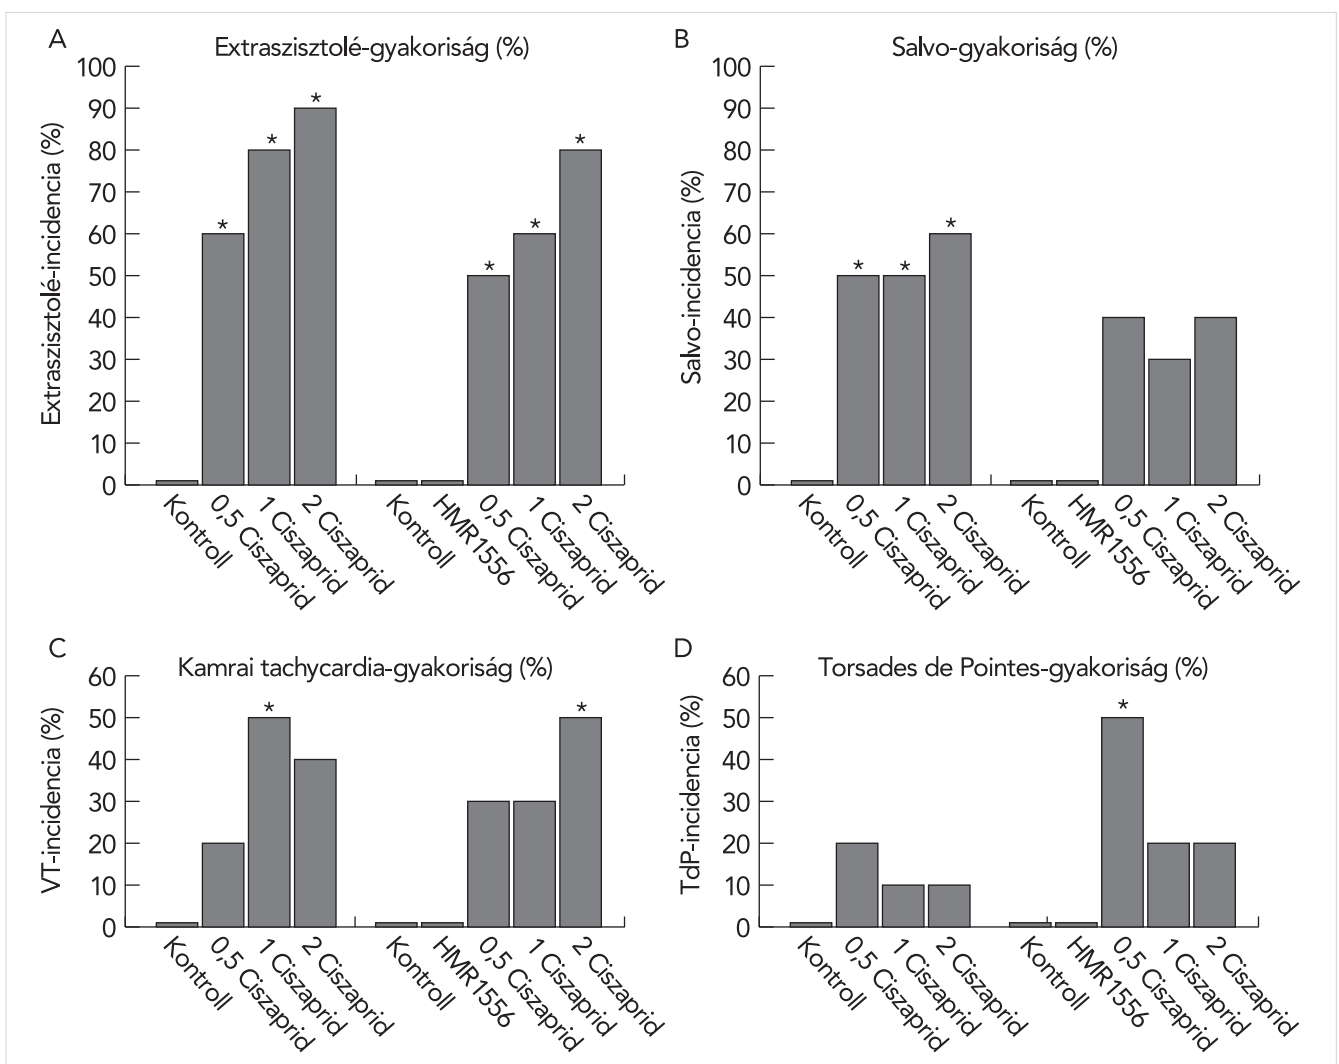 A
Extraszisztolé-gyakoriság (%)
Extraszisztolé-incidencia (%)
100
90
80
70
60
50
40
30
20
10
0
*
*
*
*
*
*
Kontroll
0,5 Ciszaprid
1 Ciszaprid
2 Ciszaprid
Kontroll
HMR1556
0,5 Ciszaprid
1 Ciszaprid
2 Ciszaprid
B
Salvo-gyakoriság (%)
Salvo-incidencia (%)
100
90
80
70
60
50
40
30
20
10
0
*
*
*
Kontroll
0,5 Ciszaprid
1 Ciszaprid
2 Ciszaprid
Kontroll
HMR1556
0,5 Ciszaprid
1 Ciszaprid
2 Ciszaprid
C
Kamrai tachycardia-gyakoriság (%)
VT-incidencia (%)
60
50
40
30
20
10
0
*
*
Kontroll
0,5 Ciszaprid
1 Ciszaprid
2 Ciszaprid
Kontroll
HMR1556
0,5 Ciszaprid
1 Ciszaprid
2 Ciszaprid
D
Torsades de Pointes-gyakoriság (%)
TdP-incidencia (%)
60
50
40
30
20
10
0
*
Kontroll
0,5 Ciszaprid
1 Ciszaprid
2 Ciszaprid
Kontroll
HMR1556
0,5 Ciszaprid
1 Ciszaprid
2 Ciszaprid